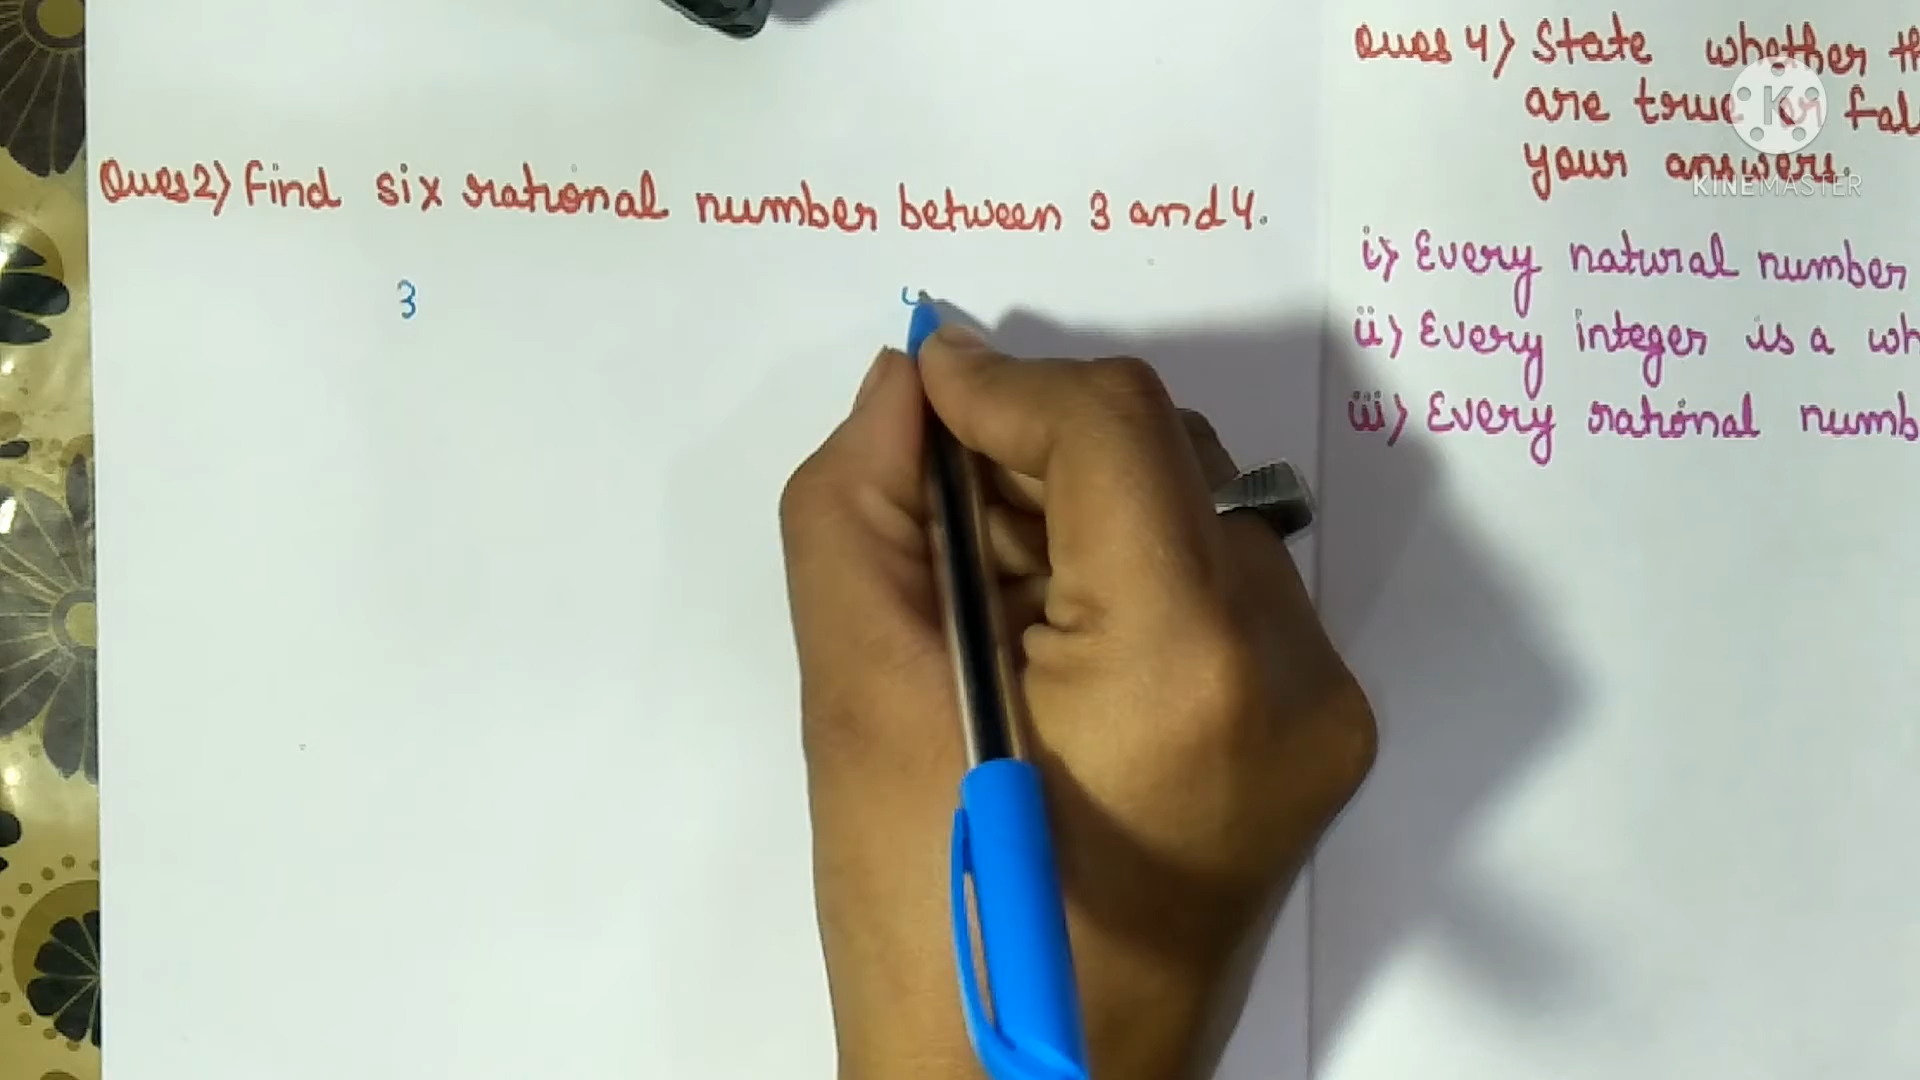 Ques 2) Find six rational number between 3 and 4.
3
4
Ques 4) State whether th
are true or fal
your answers.
i) Every natural number
ii) Every integer is a wh
iii) Every rational numb
K
KINEMASTER